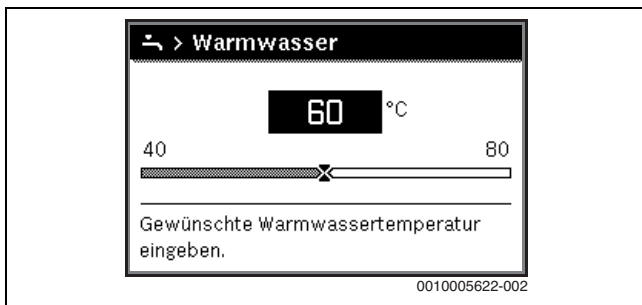 > Warmwasser
60 °C
40 80
Gewünschte Warmwassertemperatur
eingeben.
0010005622-002